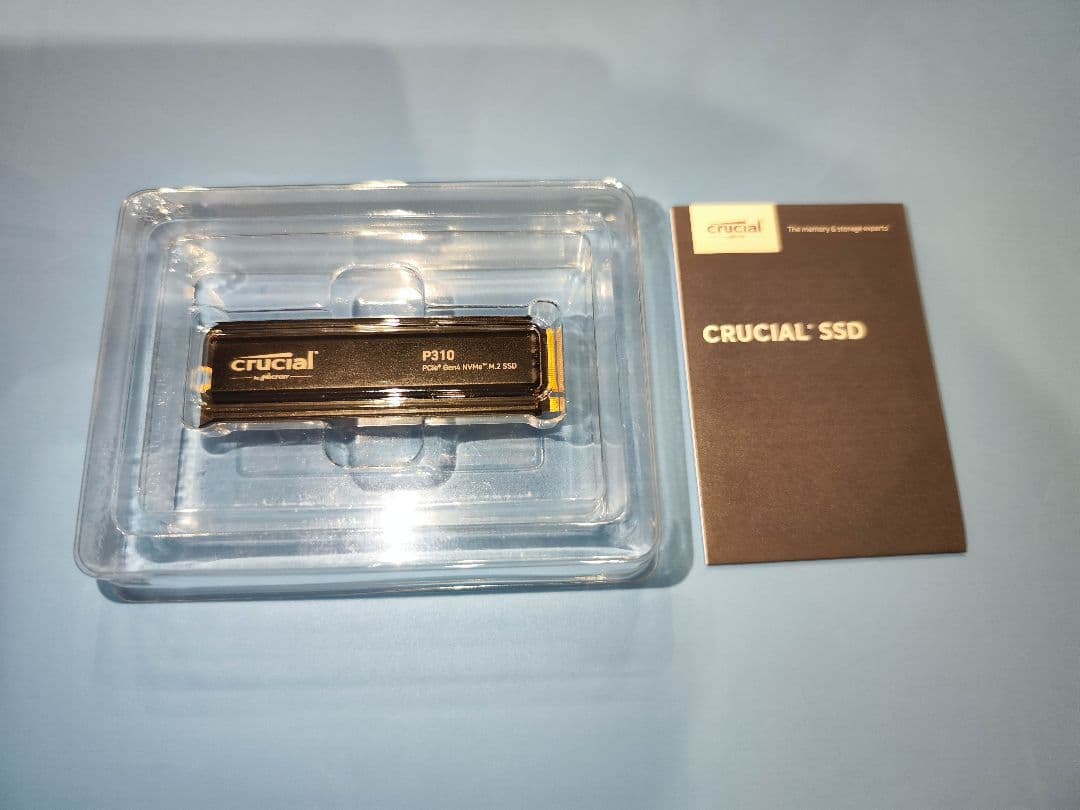 crucial
by micron
P310
PCIe® Gen4 NVMe™ M.2 SSD
crucial
The memory & storage experts™
CRUCIAL® SSD